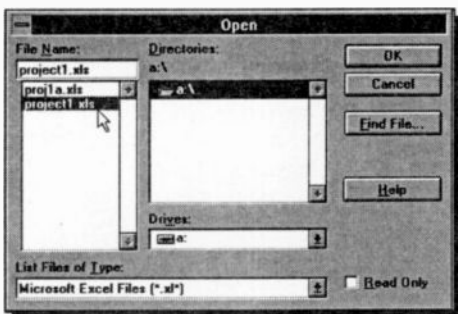 Open
File Name:
project1.xls
proj1a.xls
project1.xls
Directories:
a:\
a:\
OK
Cancel
Find File...
Help
Drives:
a:
List Files of Type:
Microsoft Excel Files (*.xl*)
Read Only